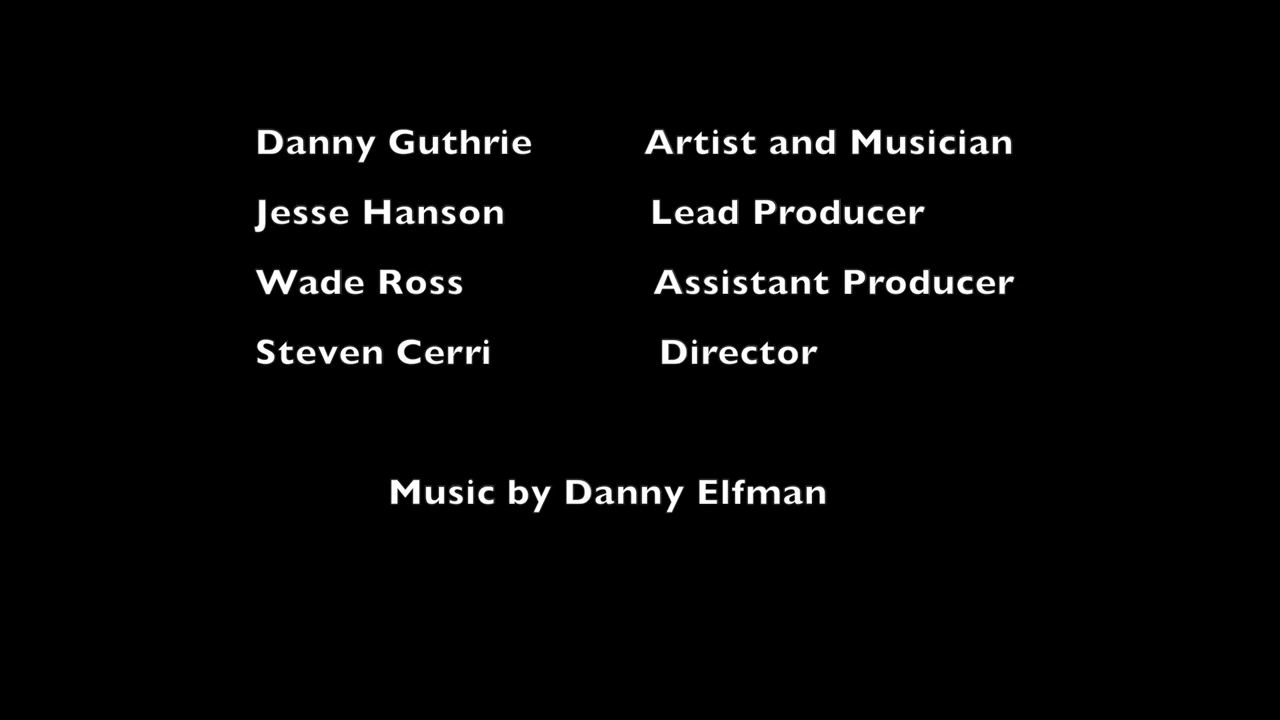 Danny Guthrie Artist and Musician
Jesse Hanson Lead Producer
Wade Ross Assistant Producer
Steven Cerri Director
Music by Danny Elfman